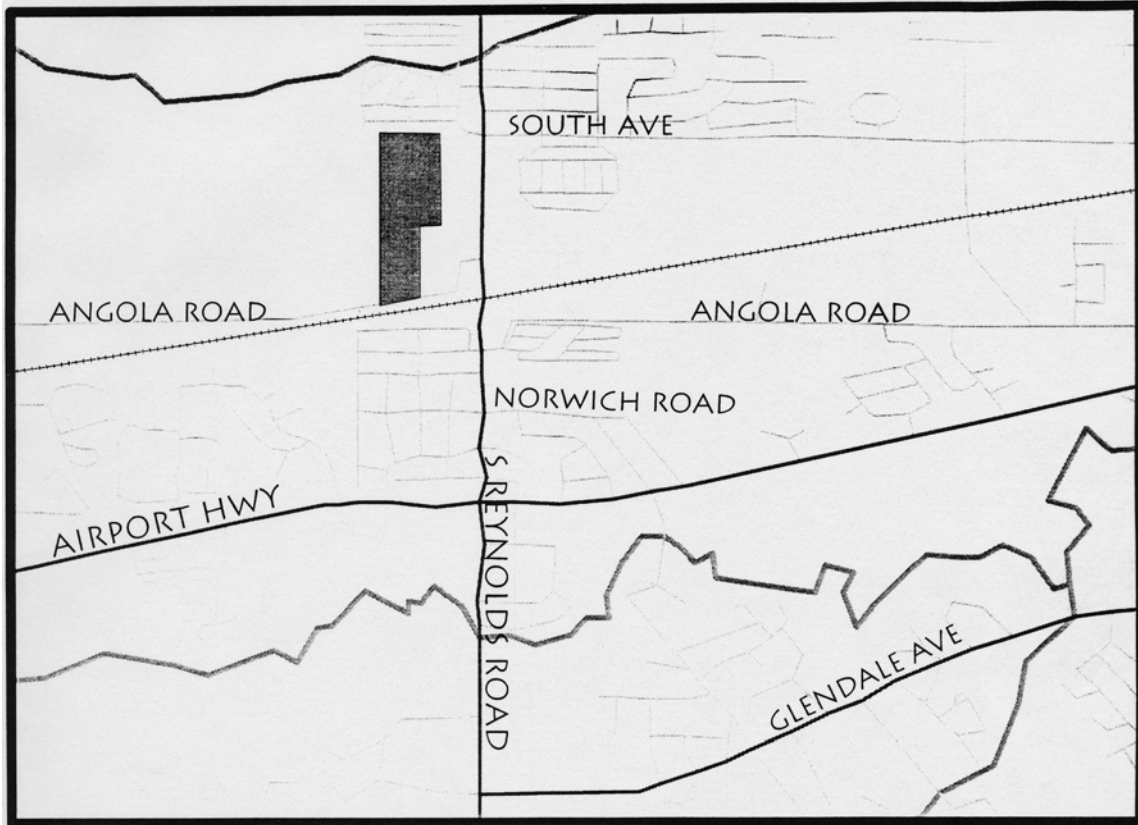 SOUTH AVE
ANGOLA ROAD
ANGOLA ROAD
NORWICH ROAD
AIRPORT HWY
S REYNOLDS ROAD
GLENDALE AVE